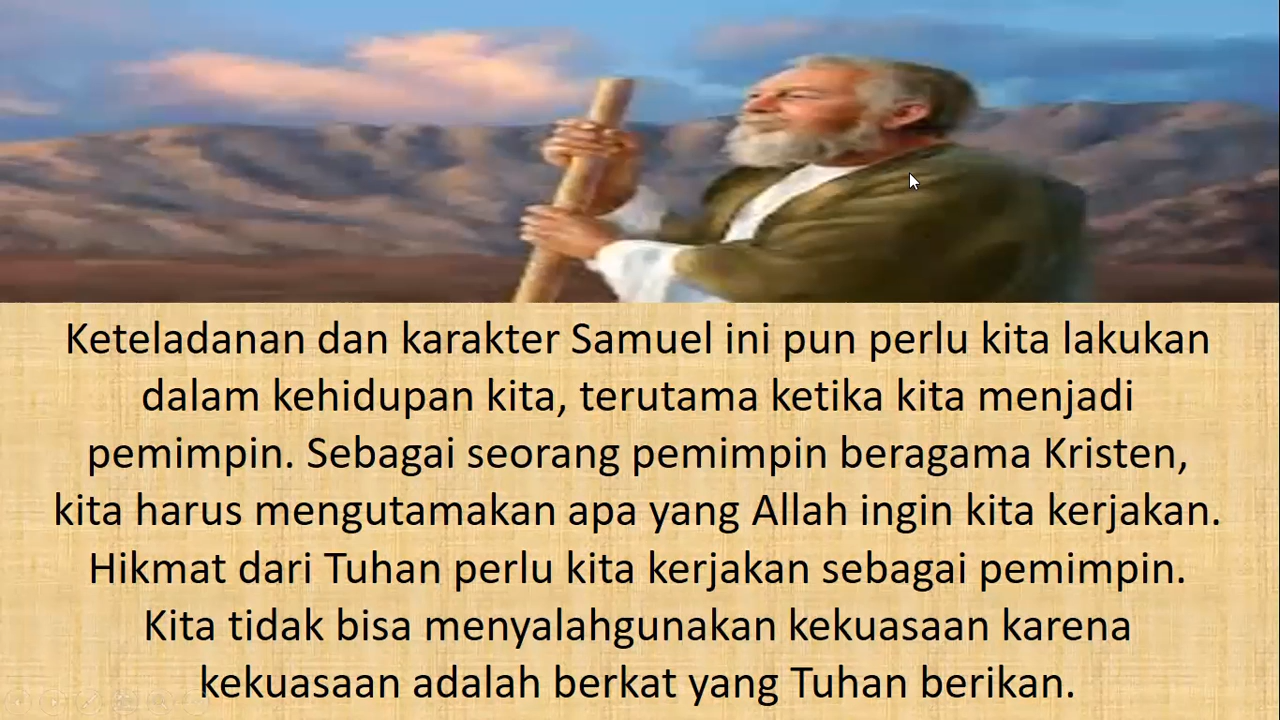 Keteladanan dan karakter Samuel ini pun perlu kita lakukan
dalam kehidupan kita, terutama ketika kita menjadi
pemimpin. Sebagai seorang pemimpin beragama Kristen,
kita harus mengutamakan apa yang Allah ingin kita kerjakan.
Hikmat dari Tuhan perlu kita kerjakan sebagai pemimpin.
Kita tidak bisa menyalahgunakan kekuasaan karena
kekuasaan adalah berkat yang Tuhan berikan.